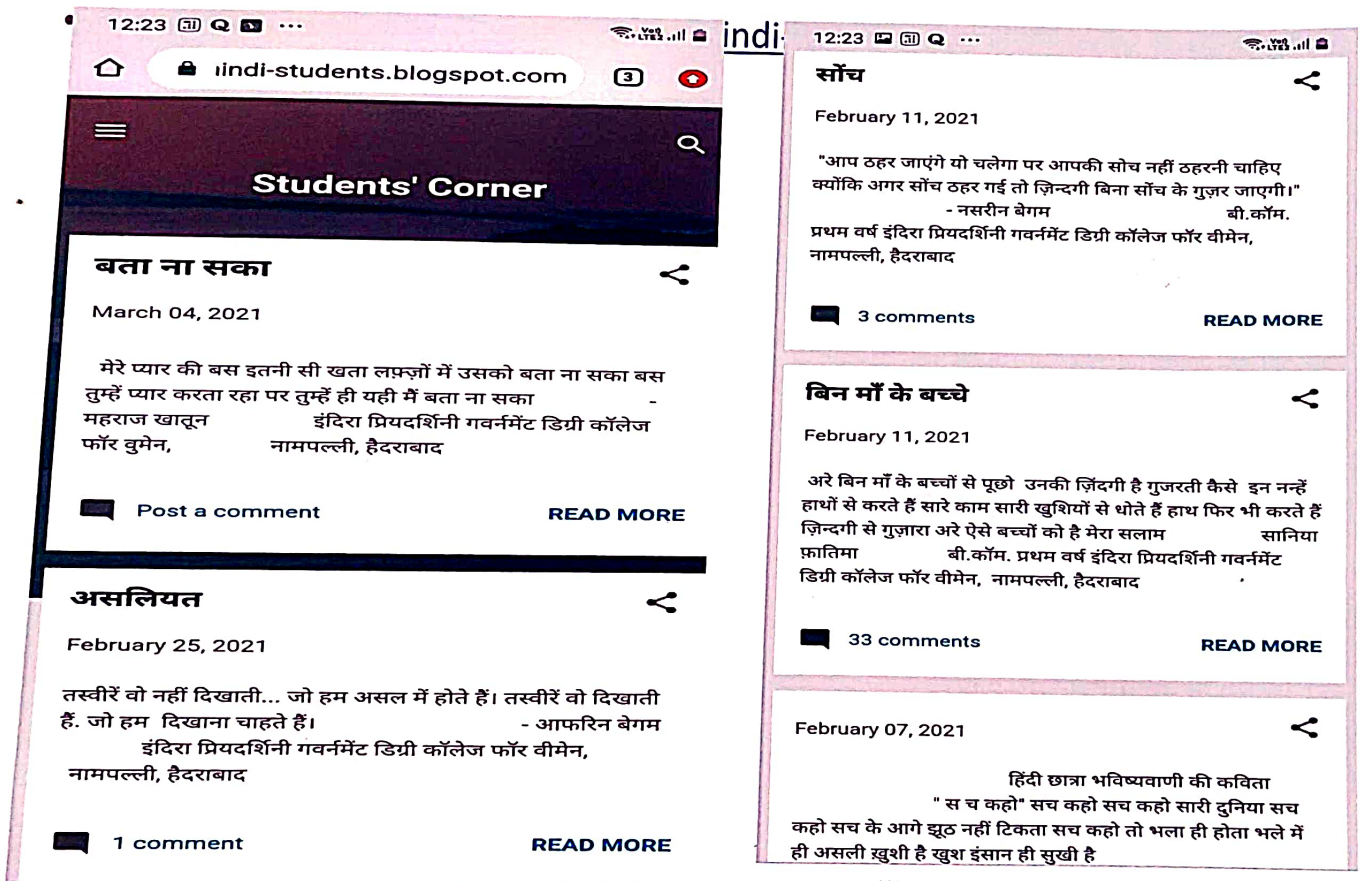 12:23
indi-students.blogspot.com
3
Students' Corner
बता ना सका
March 04, 2021
मेरे प्यार की बस इतनी सी खता लफ़्ज़ों में उसको बता ना सका बस
तुम्हें प्यार करता रहा पर तुम्हें ही यही मैं बता ना सका -
महराज खातून इंदिरा प्रियदर्शिनी गवर्नमेंट डिग्री कॉलेज
फॉर वुमेन, नामपल्ली, हैदराबाद
Post a comment READ MORE
असलियत
February 25, 2021
तस्वीरें वो नहीं दिखाती... जो हम असल में होते हैं। तस्वीरें वो दिखाती
हैं. जो हम दिखाना चाहते हैं। - आफरिन बेगम
इंदिरा प्रियदर्शिनी गवर्नमेंट डिग्री कॉलेज फॉर वीमेन,
नामपल्ली, हैदराबाद
1 comment READ MORE
indi-
12:23
सोंच
February 11, 2021
"आप ठहर जाएंगे यो चलेगा पर आपकी सोच नहीं ठहरनी चाहिए
क्योंकि अगर सोंच ठहर गई तो ज़िन्दगी बिना सोंच के गुज़र जाएगी।"
- नसरीन बेगम बी.कॉम.
प्रथम वर्ष इंदिरा प्रियदर्शिनी गवर्नमेंट डिग्री कॉलेज फॉर वीमेन,
नामपल्ली, हैदराबाद
3 comments READ MORE
बिन माँ के बच्चे
February 11, 2021
अरे बिन माँ के बच्चों से पूछो उनकी ज़िंदगी है गुजरती कैसे इन नन्हें
हाथों से करते हैं सारे काम सारी खुशियों से धोते हैं हाथ फिर भी करते हैं
ज़िन्दगी से गुज़ारा अरे ऐसे बच्चों को है मेरा सलाम सानिया
फ़ातिमा बी.कॉम. प्रथम वर्ष इंदिरा प्रियदर्शिनी गवर्नमेंट
डिग्री कॉलेज फॉर वीमेन, नामपल्ली, हैदराबाद
33 comments READ MORE
February 07, 2021
हिंदी छात्रा भविष्यवाणी की कविता
" स च कहो" सच कहो सच कहो सारी दुनिया सच
कहो सच के आगे झूठ नहीं टिकता सच कहो तो भला ही होता भले में
ही असली ख़ुशी है खुश इंसान ही सुखी है